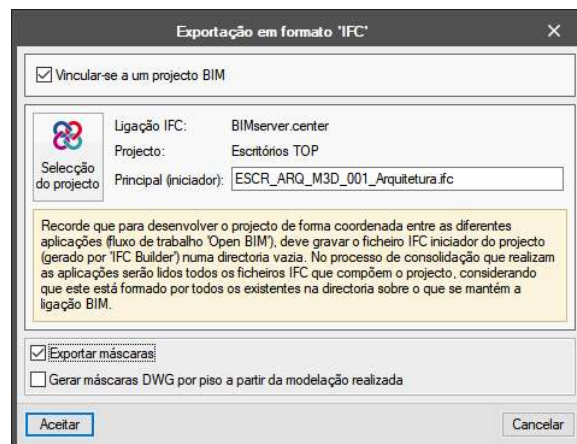 Exportação em formato 'IFC'
Vincular-se a um projecto BIM
Ligação IFC: BIMserver.center
Projecto: Escritórios TOP
Selecção
do projecto
Principal (iniciador): ESCR_ARQ_M3D_001_Arquitetura.ifc
Recorde que para desenvolver o projecto de forma coordenada entre as diferentes
aplicações (fluxo de trabalho 'Open BIM'), deve gravar o ficheiro IFC iniciador do projecto
(gerado por 'IFC Builder') numa directoria vazia. No processo de consolidação que realizam
as aplicações serão lidos todos os ficheiros IFC que compõem o projecto, considerando
que este está formado por todos os existentes na directoria sobre o que se mantém a
ligação BIM.
Exportar máscaras
Gerar máscaras DWG por piso a partir da modelação realizada
Aceitar Cancelar